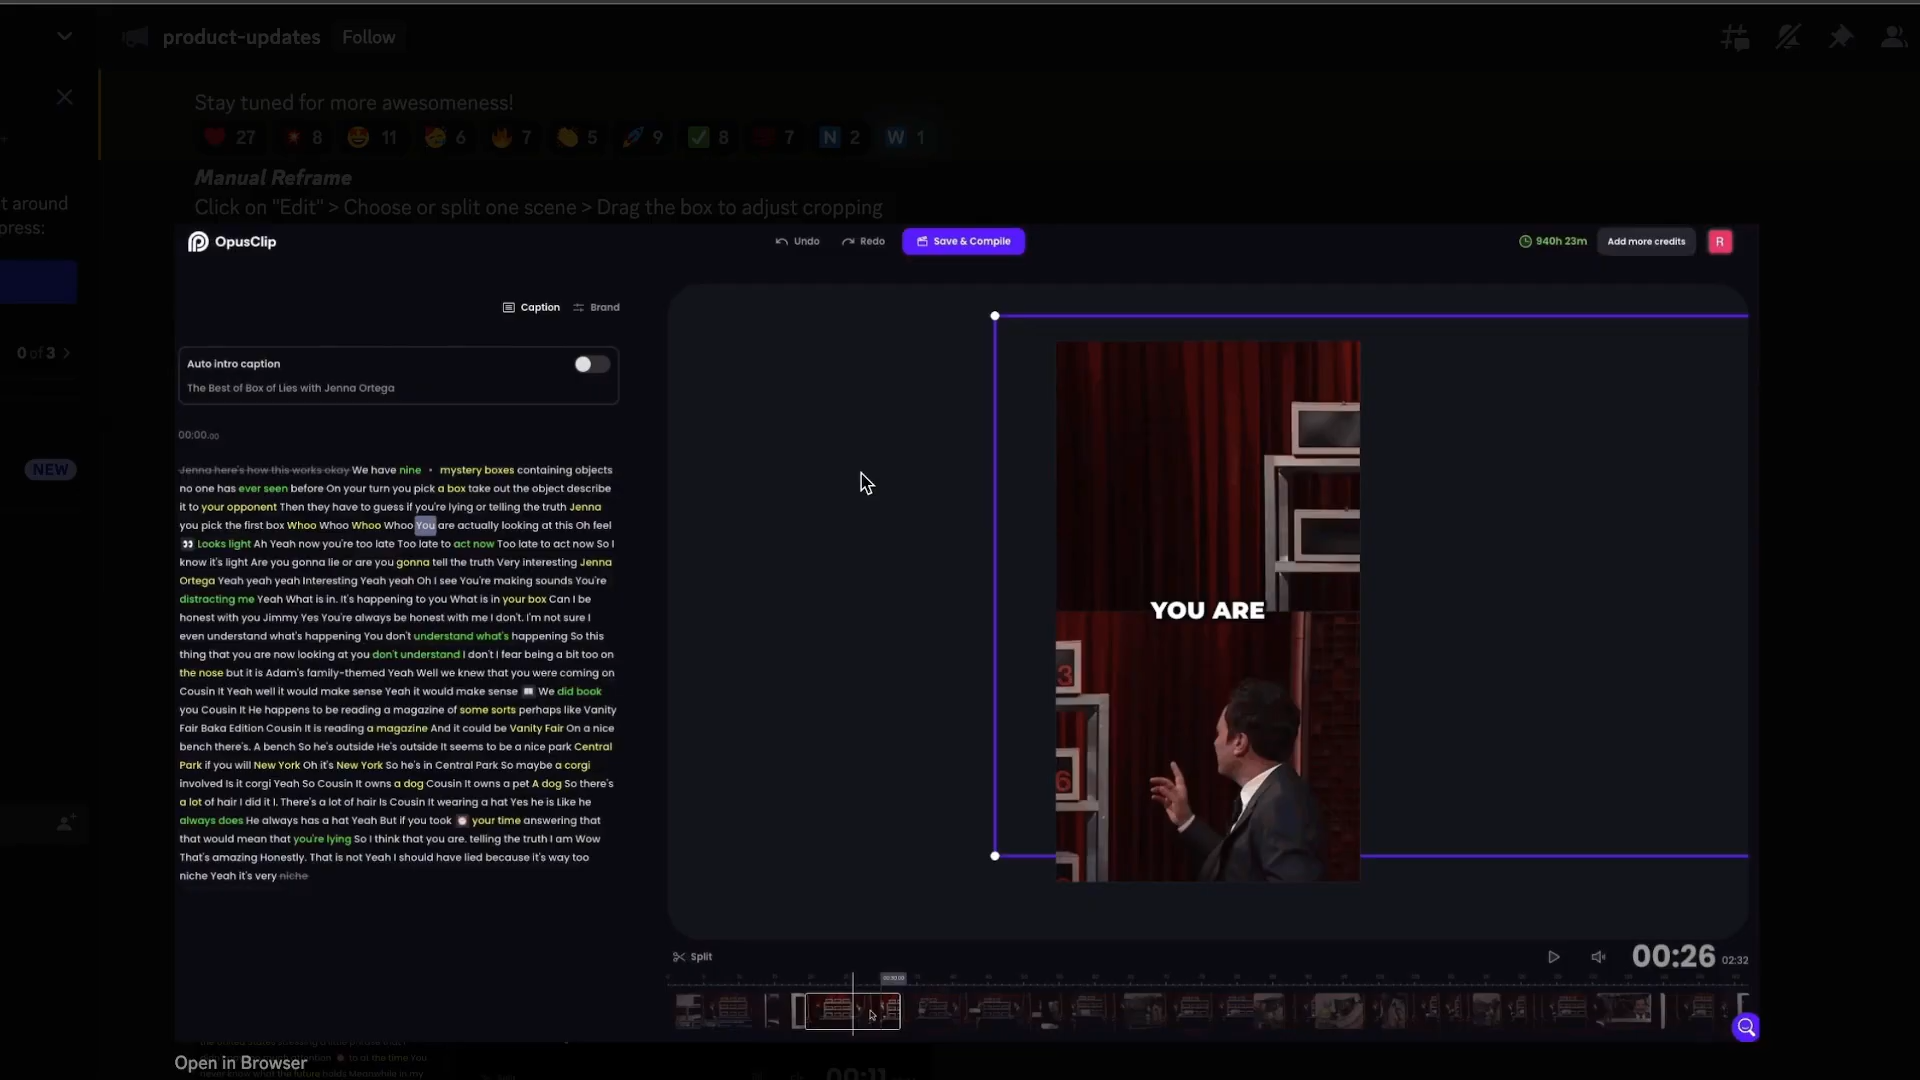 product-updates Follow
Stay tuned for more awesomeness!
27 8 11 6 7 5 9 8 7 N 2 W 1
Manual Reframe
t around
Click on "Edit" > Choose or split one scene > Drag the box to adjust cropping
press:
OpusClip Undo Redo Save & Compile 940h 23m Add more credits R
Caption Brand
0 of 3
Auto intro caption
The Best of Box of Lies with Jenna Ortega
00:00.00
NEW
Jenna here's how this works okay We have nine • mystery boxes containing objects
no one has ever seen before On your turn you pick a box take out the object describe
it to your opponent Then they have to guess if you're lying or telling the truth Jenna
you pick the first box Whoo Whoo Whoo Whoo You are actually looking at this Oh feel
Looks light Ah Yeah now you're too late Too late to act now Too late to act now So I
know it's light Are you gonna lie or are you gonna tell the truth Very interesting Jenna
Ortega Yeah yeah yeah Interesting Yeah yeah Oh I see You're making sounds You're
distracting me Yeah What is in. It's happening to you What is in your box Can I be
honest with you Jimmy Yes You're always be honest with me I don't. I'm not sure I
even understand what's happening You don't understand what's happening So this
thing that you are now looking at you don't understand I don't I fear being a bit too on
the nose but it is Adam's family-themed Yeah Well we knew that you were coming on
Cousin It Yeah well it would make sense Yeah it would make sense We did book
you Cousin It He happens to be reading a magazine of some sorts perhaps like Vanity
Fair Baka Edition Cousin It is reading a magazine And it could be Vanity Fair On a nice
bench there's. A bench So he's outside He's outside It seems to be a nice park Central
Park if you will New York Oh it's New York So he's in Central Park So maybe a corgi
involved Is it corgi Yeah So Cousin It owns a dog Cousin It owns a pet A dog So there's
a lot of hair I did it I. There's a lot of hair Is Cousin It wearing a hat Yes he is Like he
always does He always has a hat Yeah But if you took your time answering that
that would mean that you're lying So I think that you are. telling the truth I am Wow
That's amazing Honestly. That is not Yeah I should have lied because it's way too
niche Yeah it's very niche
YOU ARE
3
6
Split 00:26 02:32
Open in Browser
00:11